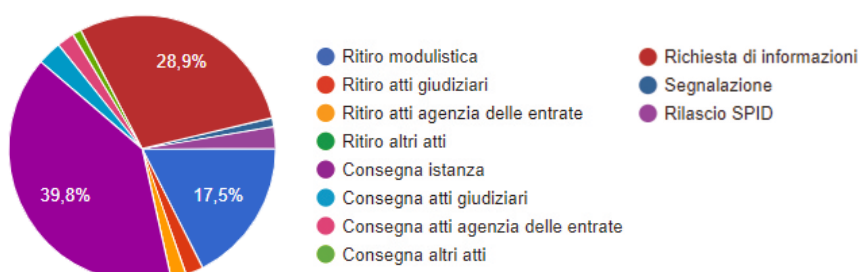 28,9%
39,8%
17,5%
Ritiro modulistica
Ritiro atti giudiziari
Ritiro atti agenzia delle entrate
Ritiro altri atti
Consegna istanza
Consegna atti giudiziari
Consegna atti agenzia delle entrate
Consegna altri atti
Richiesta di informazioni
Segnalazione
Rilascio SPID